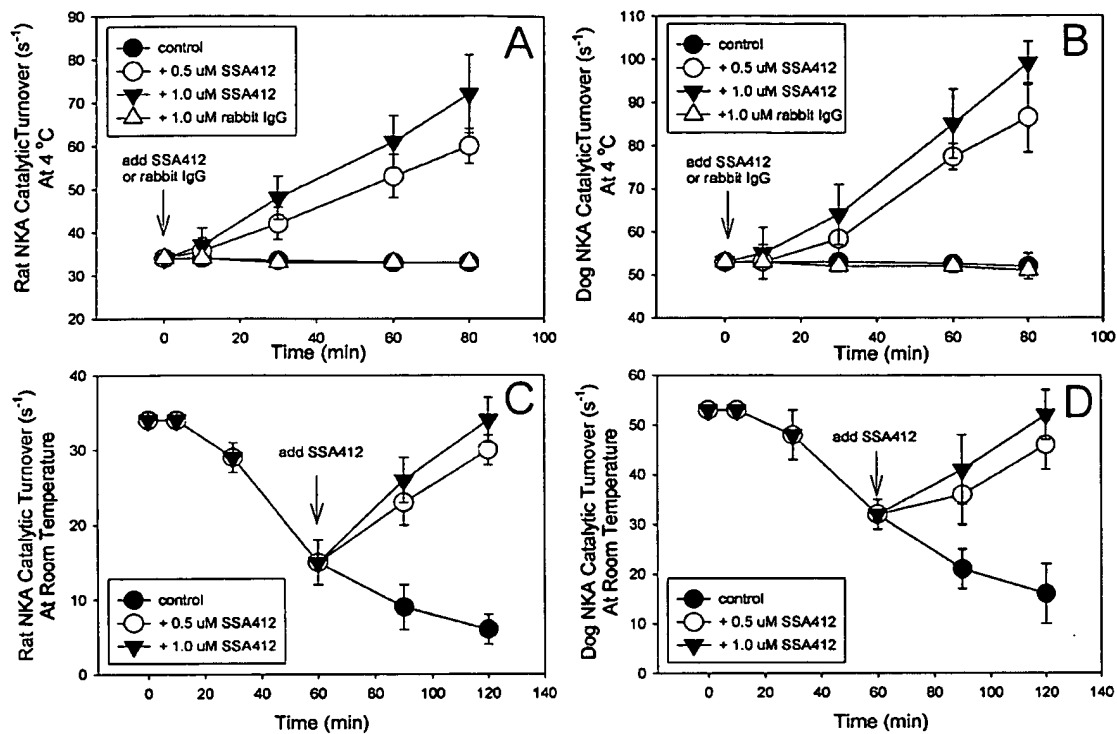 A
Rat NKA CatalyticTurnover (s⁻¹)
At 4 °C
90
80
70
60
50
40
30
20
control
+ 0.5 uM SSA412
+ 1.0 uM SSA412
+ 1.0 uM rabbit IgG
add SSA412
or rabbit IgG
0 20 40 60 80 100
Time (min)
B
Dog NKA CatalyticTurnover (s⁻¹)
At 4 °C
110
100
90
80
70
60
50
40
control
+ 0.5 uM SSA412
+ 1.0 uM SSA412
+1.0 uM rabbit IgG
add SSA412
or rabbit IgG
0 20 40 60 80 100
Time (min)
C
Rat NKA Catalytic Turnover (s⁻¹)
At Room Temperature
40
30
20
10
0
add SSA412
control
+ 0.5 uM SSA412
+ 1.0 uM SSA412
0 20 40 60 80 100 120 140
Time (min)
D
Dog NKA Catalytic Turnover (s⁻¹)
At Room Temperature
60
50
40
30
20
10
0
add SSA412
control
+ 0.5 uM SSA412
+ 1.0 uM SSA412
0 20 40 60 80 100 120 140
Time (min)